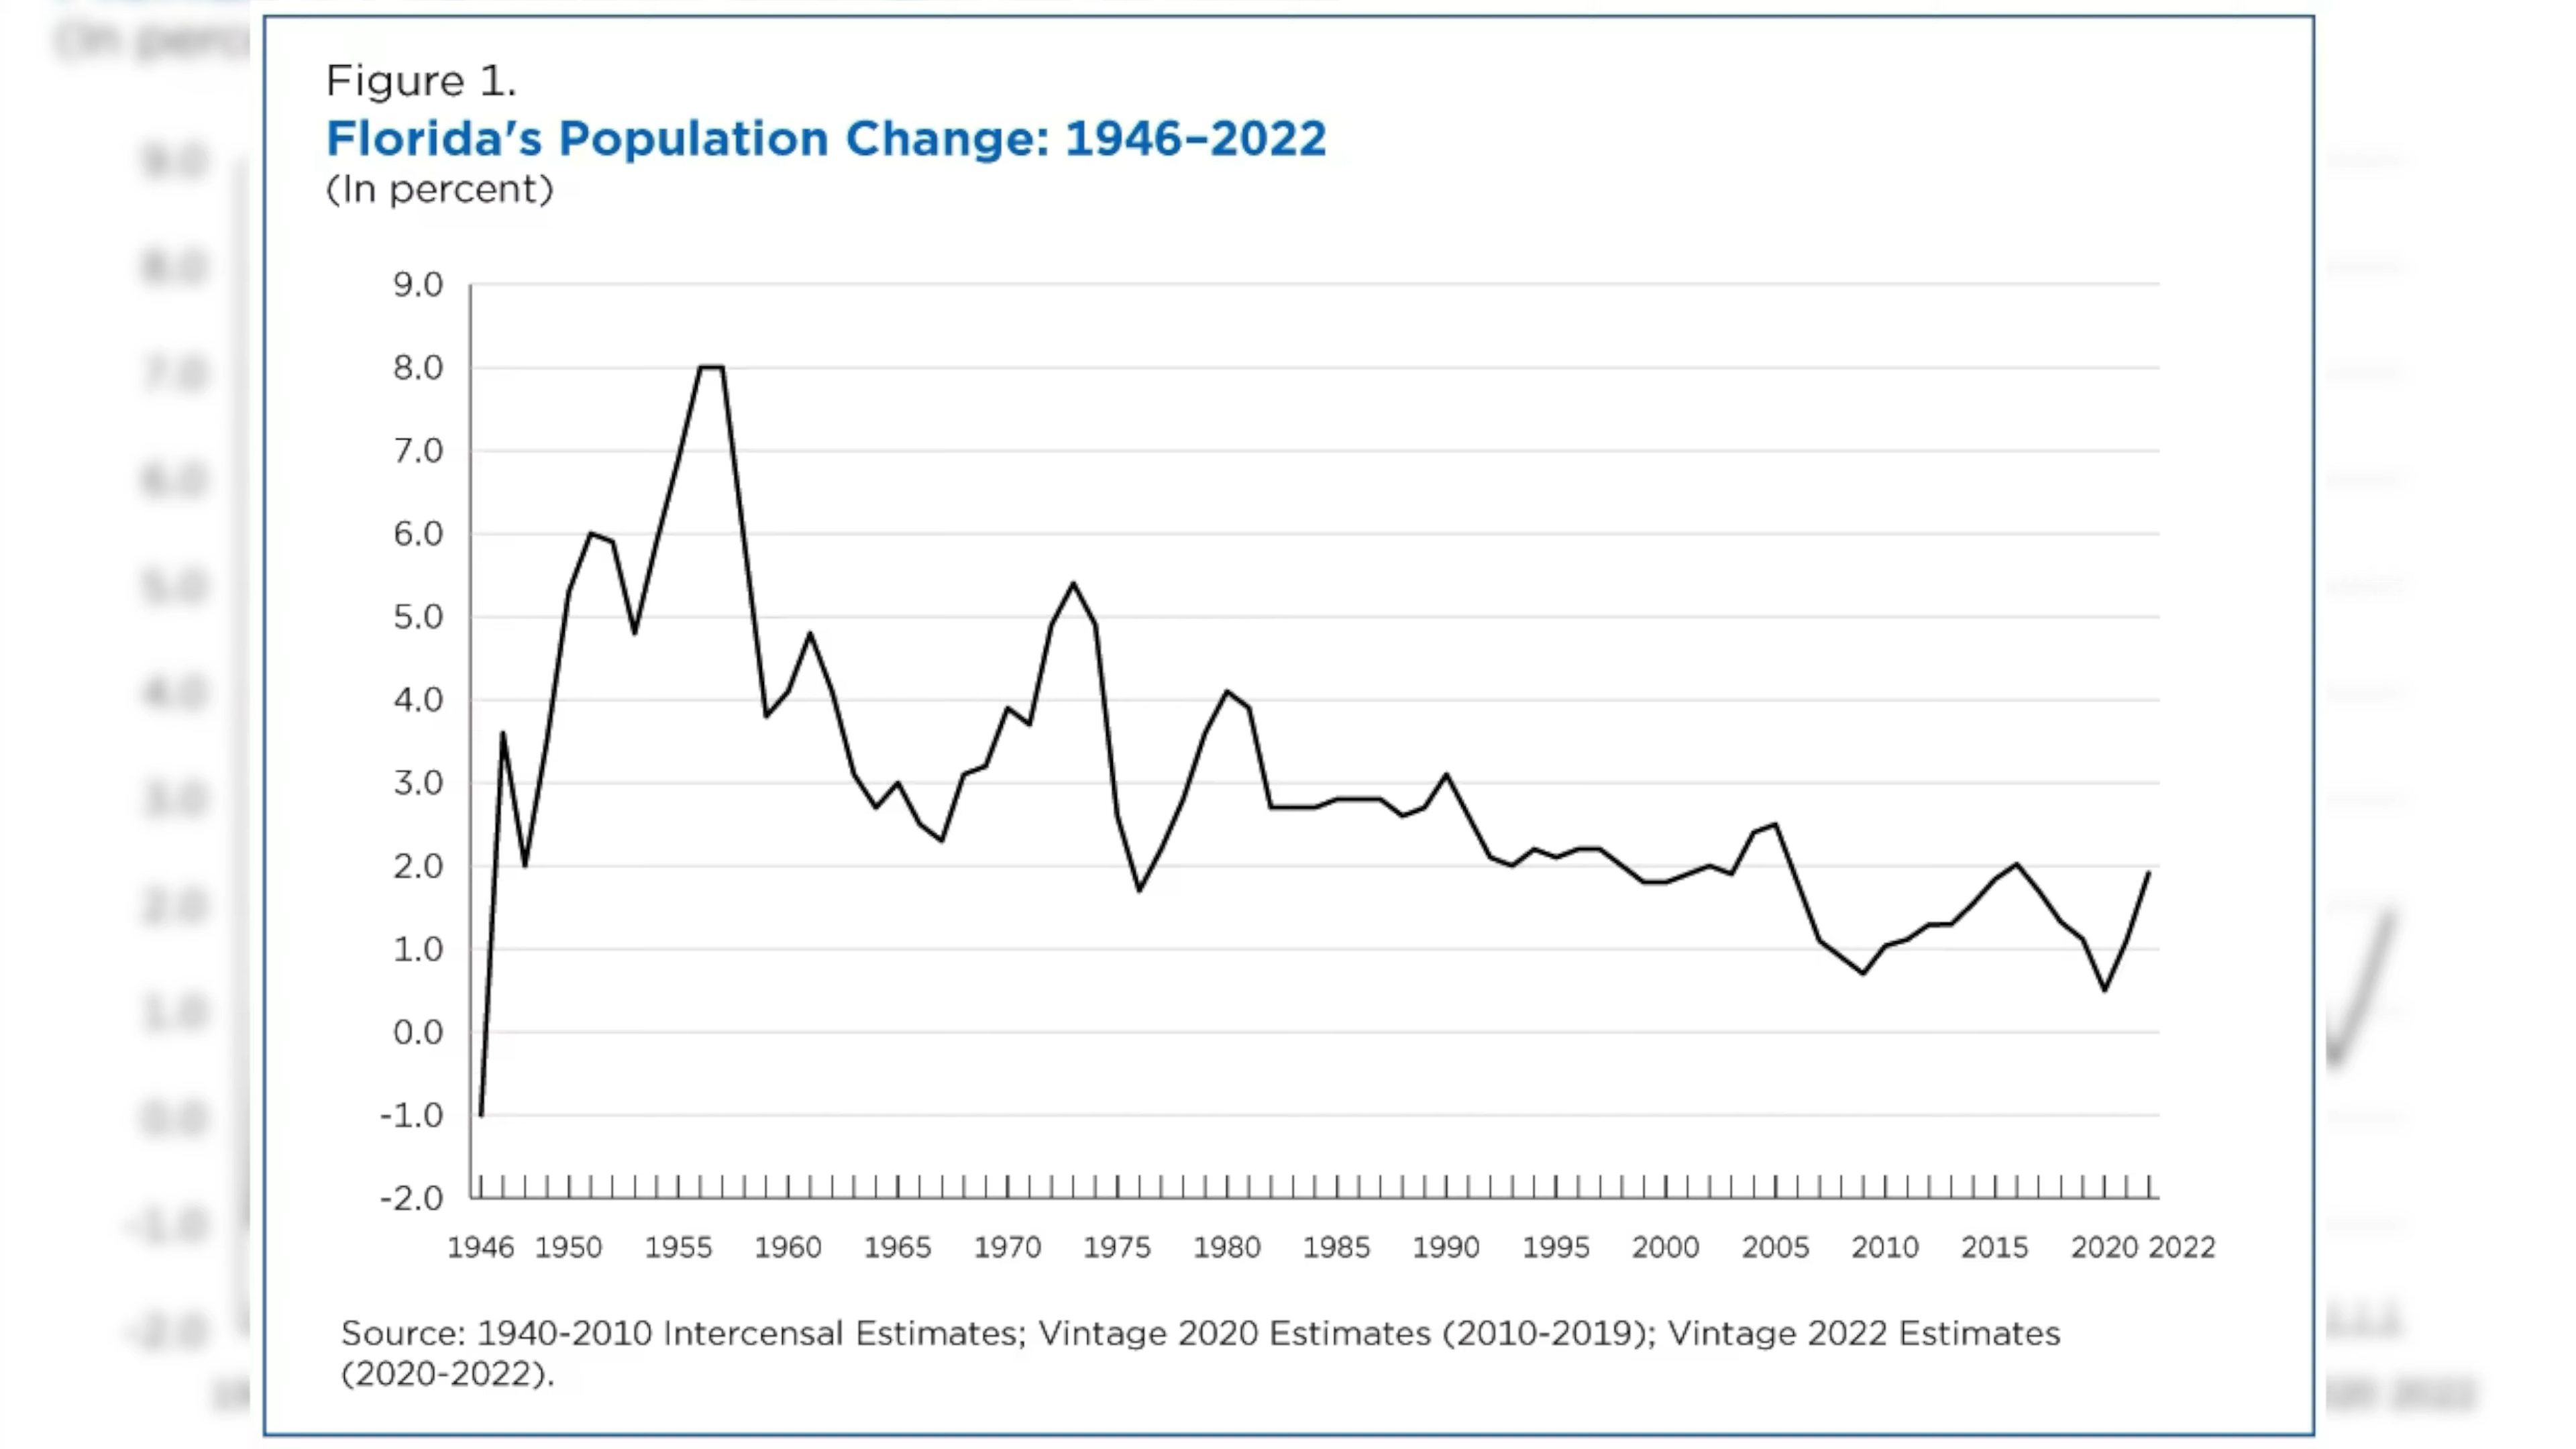 Figure 1.
Florida's Population Change: 1946–2022
(In percent)
9.0
8.0
7.0
6.0
5.0
4.0
3.0
2.0
1.0
0.0
-1.0
-2.0
1946 1950 1955 1960 1965 1970 1975 1980 1985 1990 1995 2000 2005 2010 2015 2020 2022
Source: 1940-2010 Intercensal Estimates; Vintage 2020 Estimates (2010-2019); Vintage 2022 Estimates
(2020-2022).